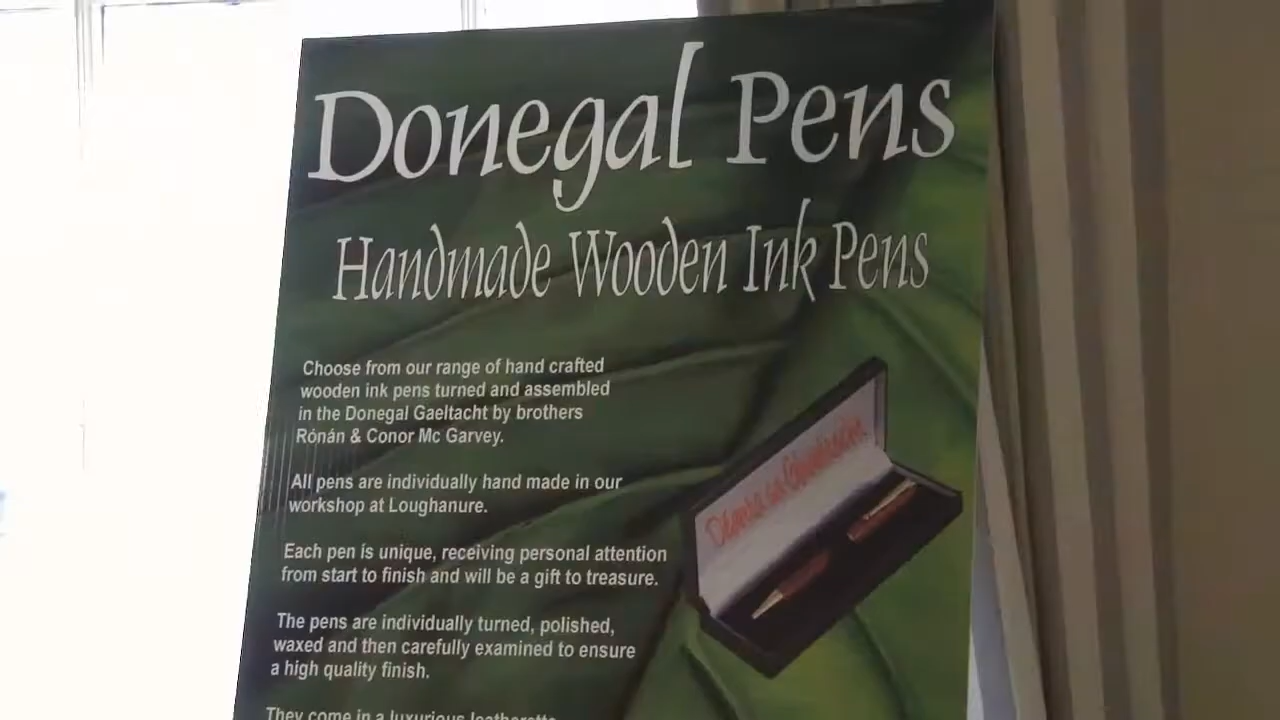 Donegal Pens
Handmade Wooden Ink Pens
Choose from our range of hand crafted
wooden ink pens turned and assembled
in the Donegal Gaeltacht by brothers
Rónán & Conor Mc Garvey.
All pens are individually hand made in our
workshop at Loughanure.
Each pen is unique, receiving personal attention
from start to finish and will be a gift to treasure.
The pens are individually turned, polished,
waxed and then carefully examined to ensure
a high quality finish.
They come in a luxurious leatherette